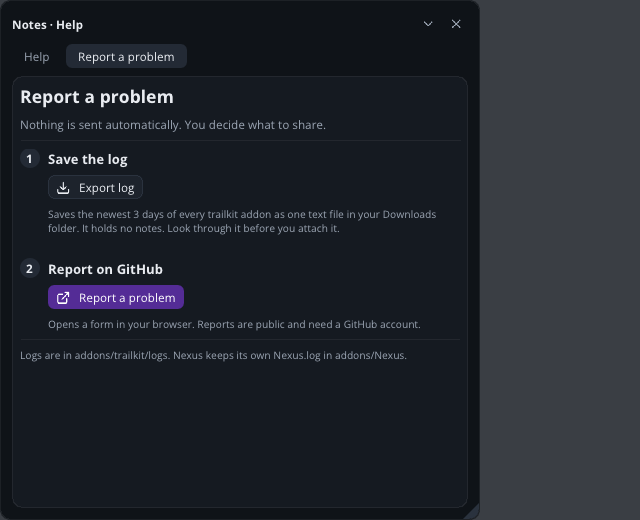 Notes · Help
Help
Report a problem
Report a problem
Nothing is sent automatically. You decide what to share.
1
Save the log
Export log
Saves the newest 3 days of every trailkit addon as one text file in your Downloads
folder. It holds no notes. Look through it before you attach it.
2
Report on GitHub
Report a problem
Opens a form in your browser. Reports are public and need a GitHub account.
Logs are in addons/trailkit/logs. Nexus keeps its own Nexus.log in addons/Nexus.